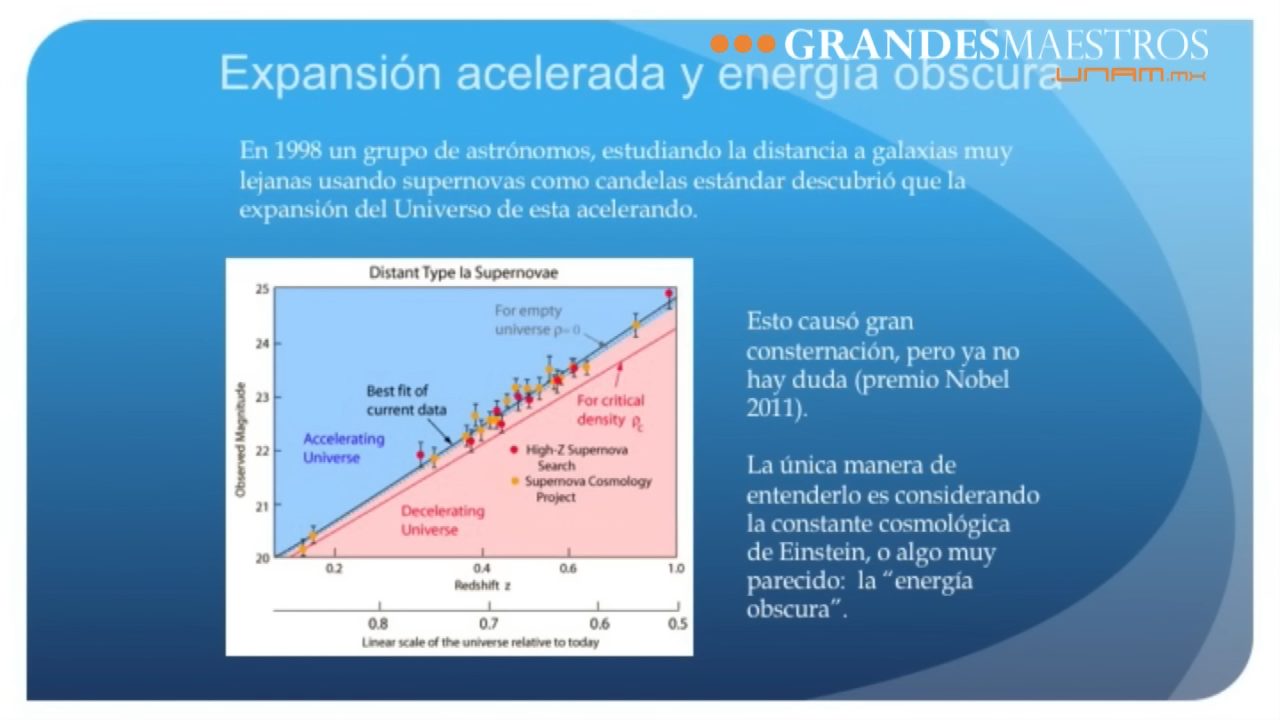 GRANDESMAESTROS
UNAM.MX
Expansión acelerada y energía obscura
En 1998 un grupo de astrónomos, estudiando la distancia a galaxias muy
lejanas usando supernovas como candelas estándar descubrió que la
expansión del Universo de esta acelerando.
Distant Type Ia Supernovae
25
24
23
22
21
20
Observed Magnitude
For empty
universe ρ=0
Best fit of
current data
For critical
density ρc
Accelerating
Universe
High-Z Supernova
Search
Supernova Cosmology
Project
Decelerating
Universe
0.2 0.4 0.6 1.0
Redshift z
0.8 0.7 0.6 0.5
Linear scale of the universe relative to today
Esto causó gran
consternación, pero ya no
hay duda (premio Nobel
2011).
La única manera de
entenderlo es considerando
la constante cosmológica
de Einstein, o algo muy
parecido: la “energía
obscura”.